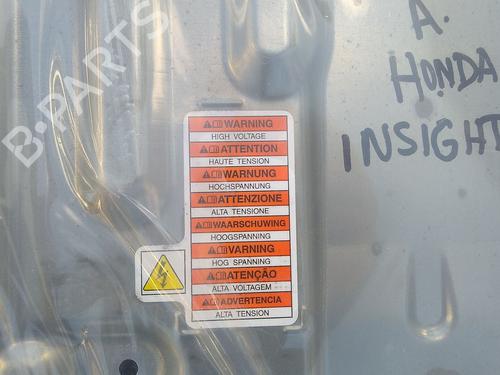 B-PARTS
A.
HONDA
INSIGHT
WARNING
HIGH VOLTAGE
ATTENTION
HAUTE TENSION
WARNUNG
HOCHSPANNUNG
ATTENZIONE
ALTA TENSIONE
WAARSCHUWING
HOOGSPANNING
VARNING
HOG SPANNING
ATENÇÃO
ALTA VOLTAGEM
ADVERTENCIA
ALTA TENSION